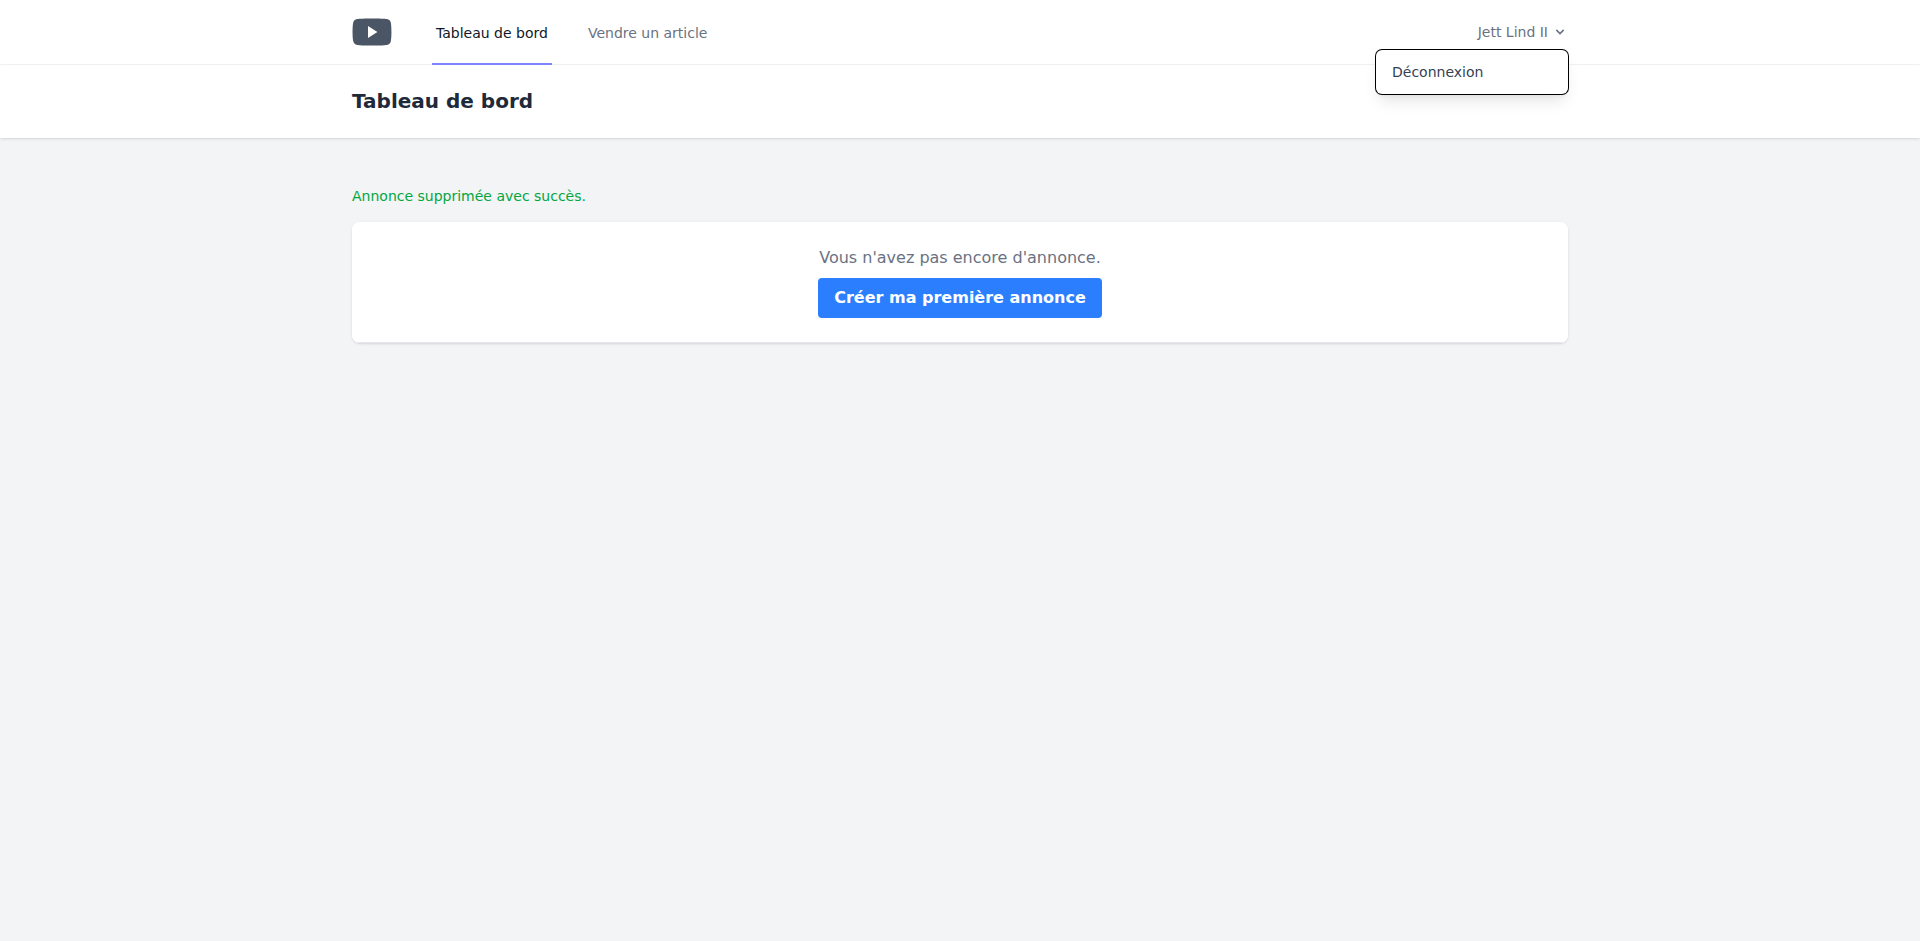 Tableau de bord
Vendre un article
Jett Lind II
Déconnexion
Tableau de bord
Annonce supprimée avec succès.
Vous n'avez pas encore d'annonce.
Créer ma première annonce